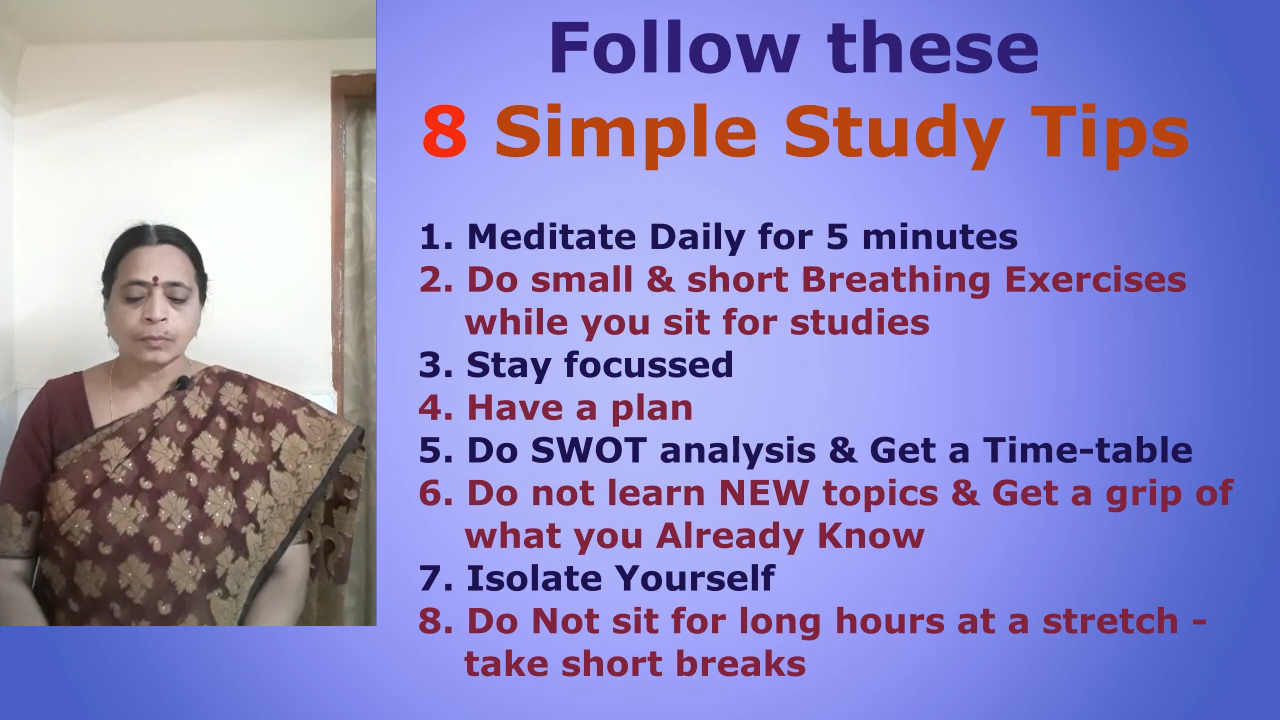 Follow these
8 Simple Study Tips
1. Meditate Daily for 5 minutes
2. Do small & short Breathing Exercises
while you sit for studies
3. Stay focussed
4. Have a plan
5. Do SWOT analysis & Get a Time-table
6. Do not learn NEW topics & Get a grip of
what you Already Know
7. Isolate Yourself
8. Do Not sit for long hours at a stretch -
take short breaks